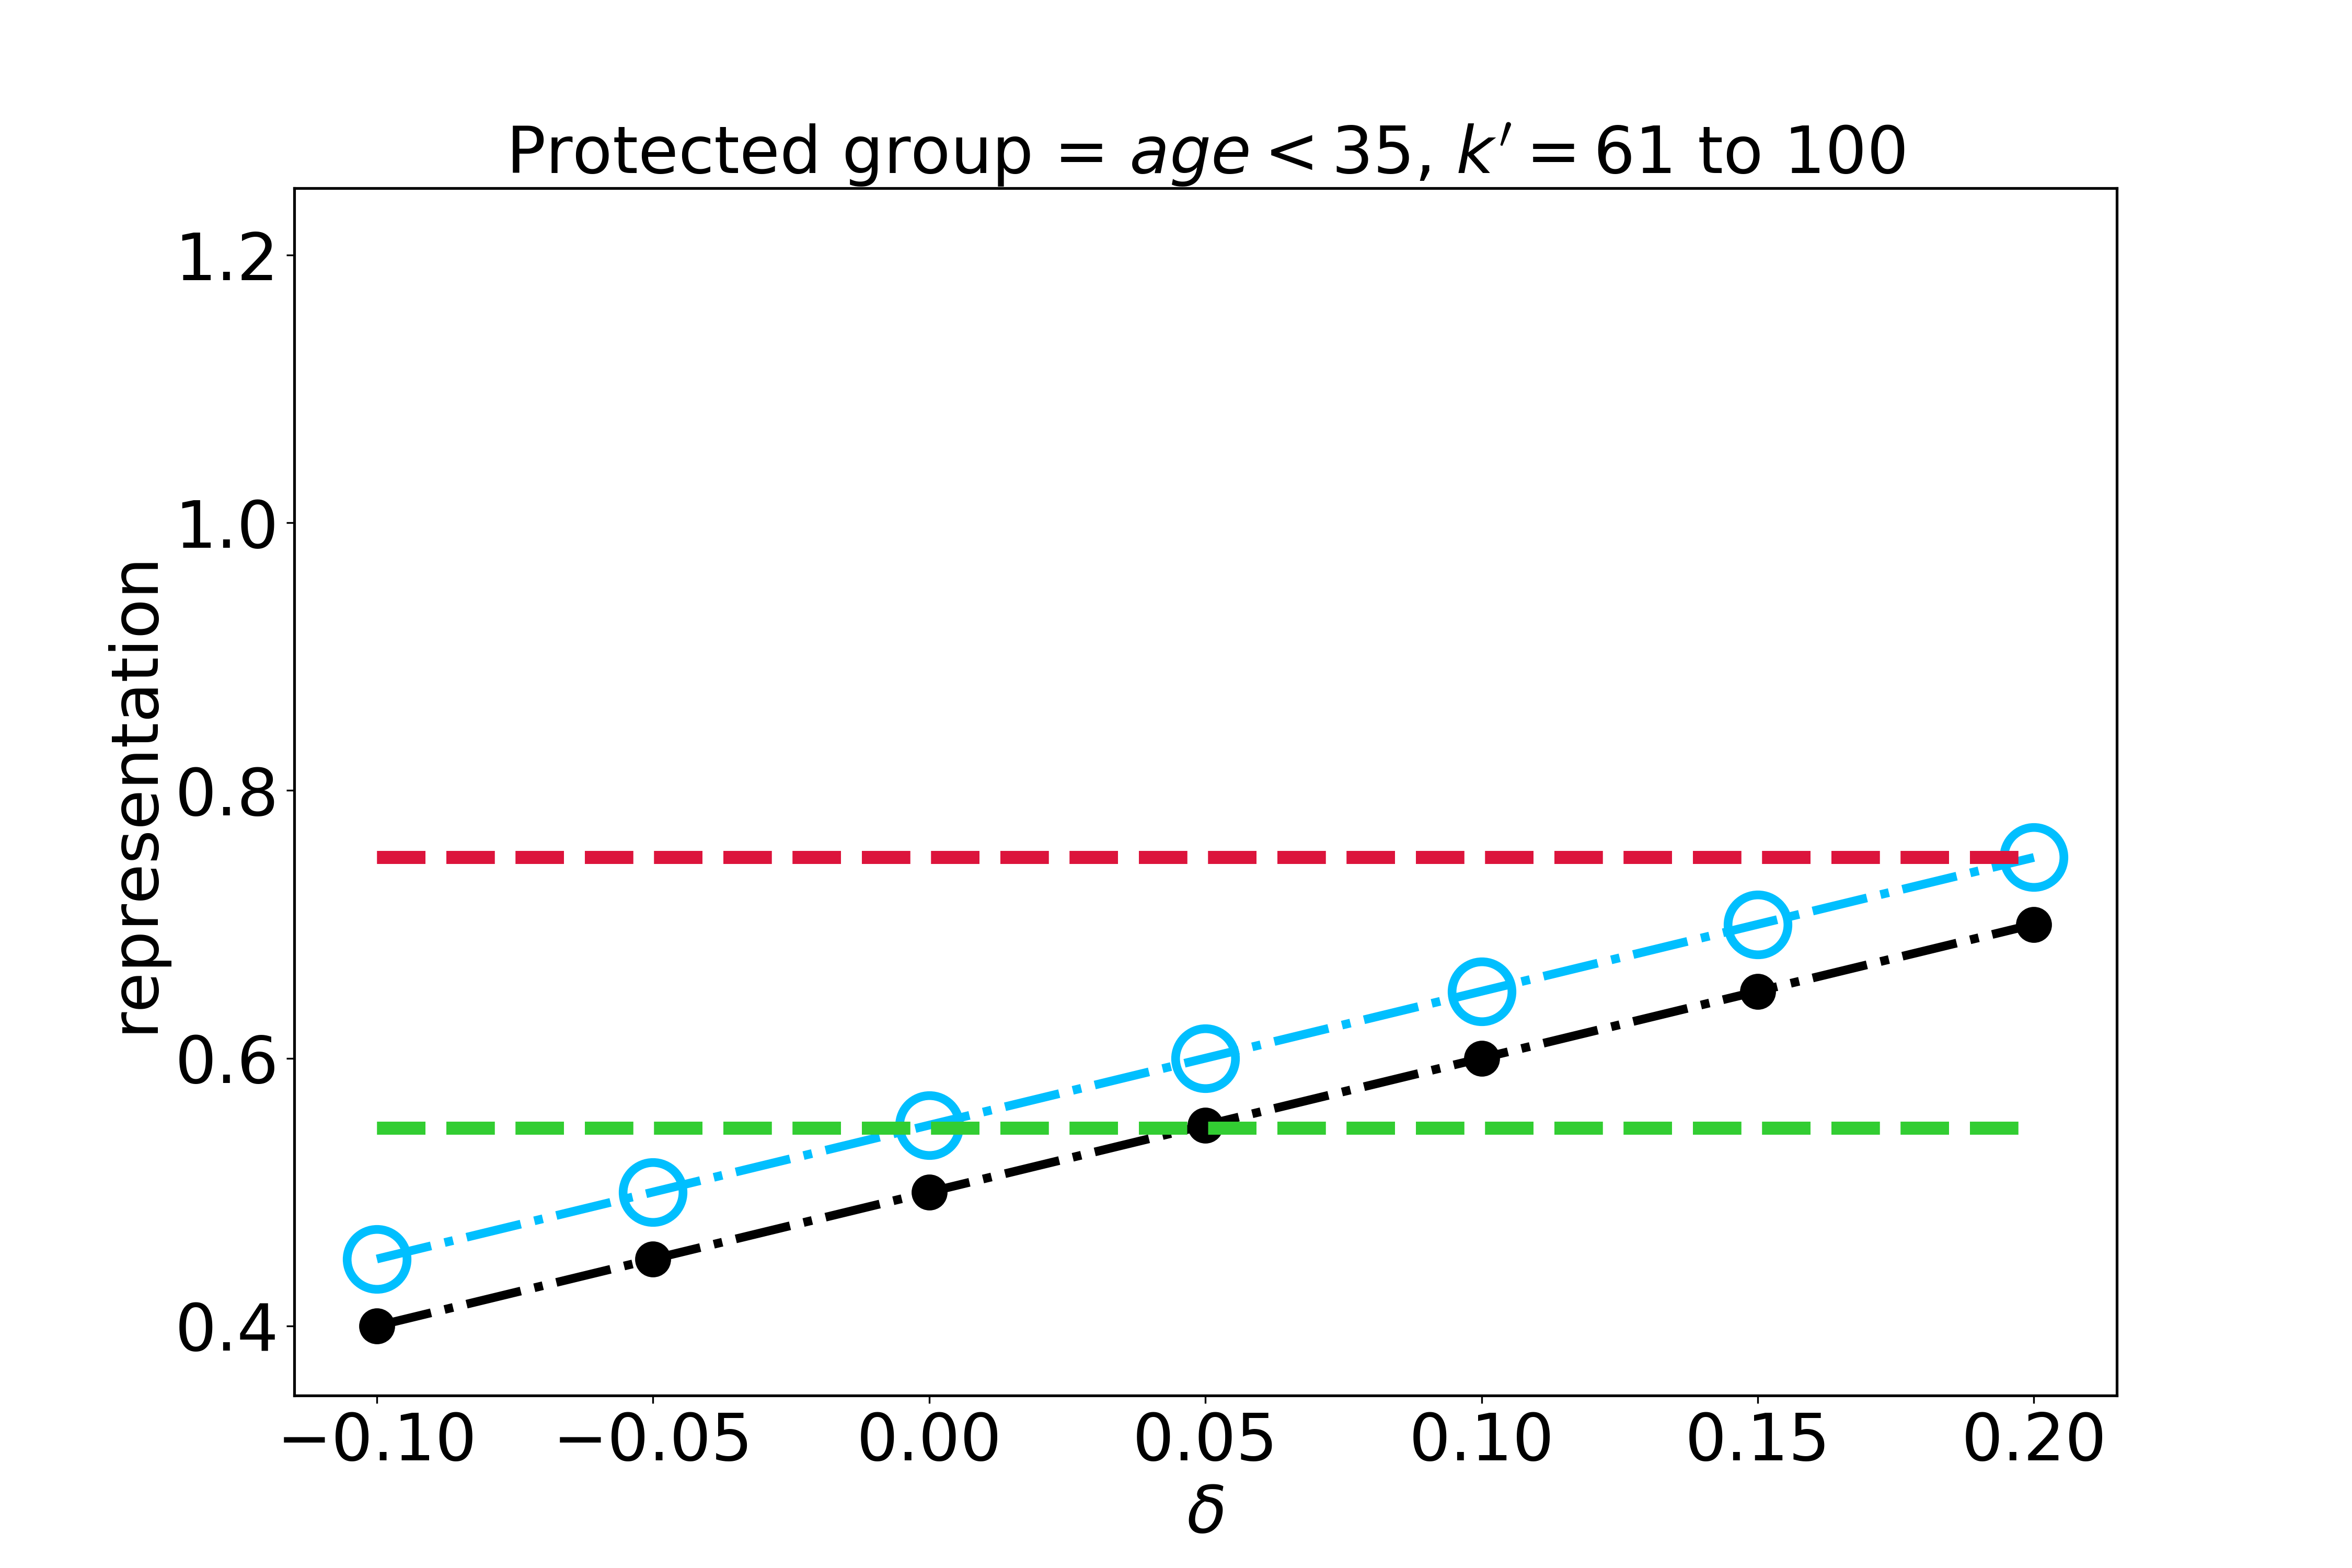 Protected group = age < 35, k′ = 61 to 100
representation
1.2
1.0
0.8
0.6
0.4
−0.10 −0.05 0.00 0.05 0.10 0.15 0.20
δ